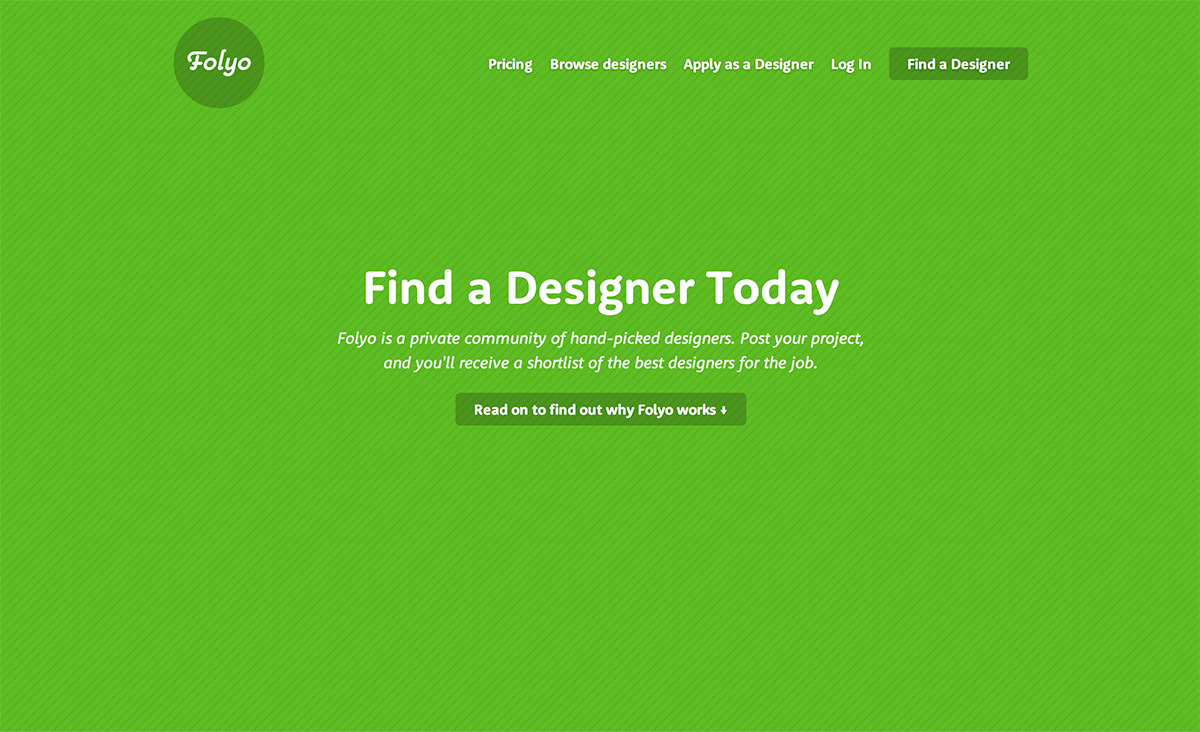 Folyo
Pricing Browse designers Apply as a Designer Log In Find a Designer
Find a Designer Today
Folyo is a private community of hand-picked designers. Post your project,
and you'll receive a shortlist of the best designers for the job.
Read on to find out why Folyo works ↓